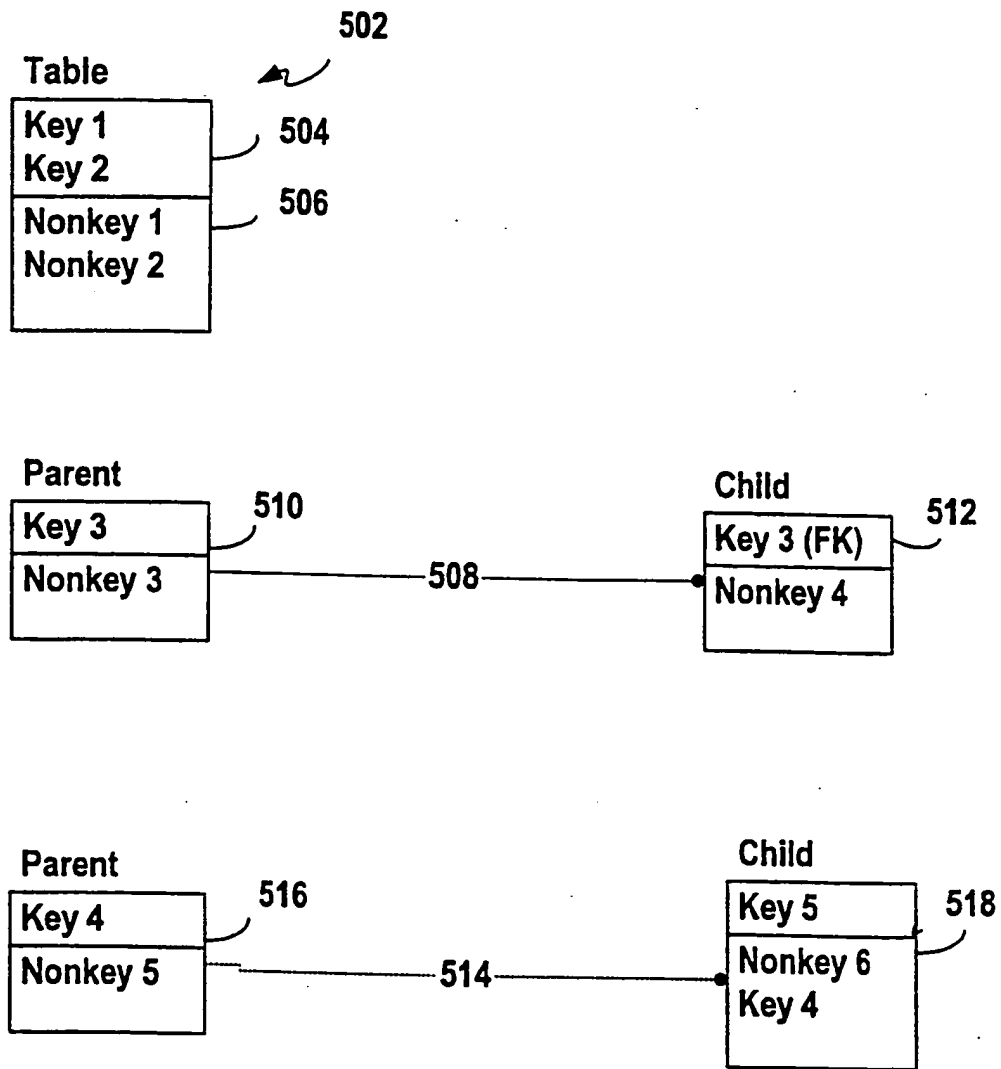 502
Table
Key 1
Key 2
504
Nonkey 1
Nonkey 2
506
Parent
Key 3
510
Nonkey 3
508
Child
Key 3 (FK)
512
Nonkey 4
Parent
Key 4
516
Nonkey 5
514
Child
Key 5
518
Nonkey 6
Key 4